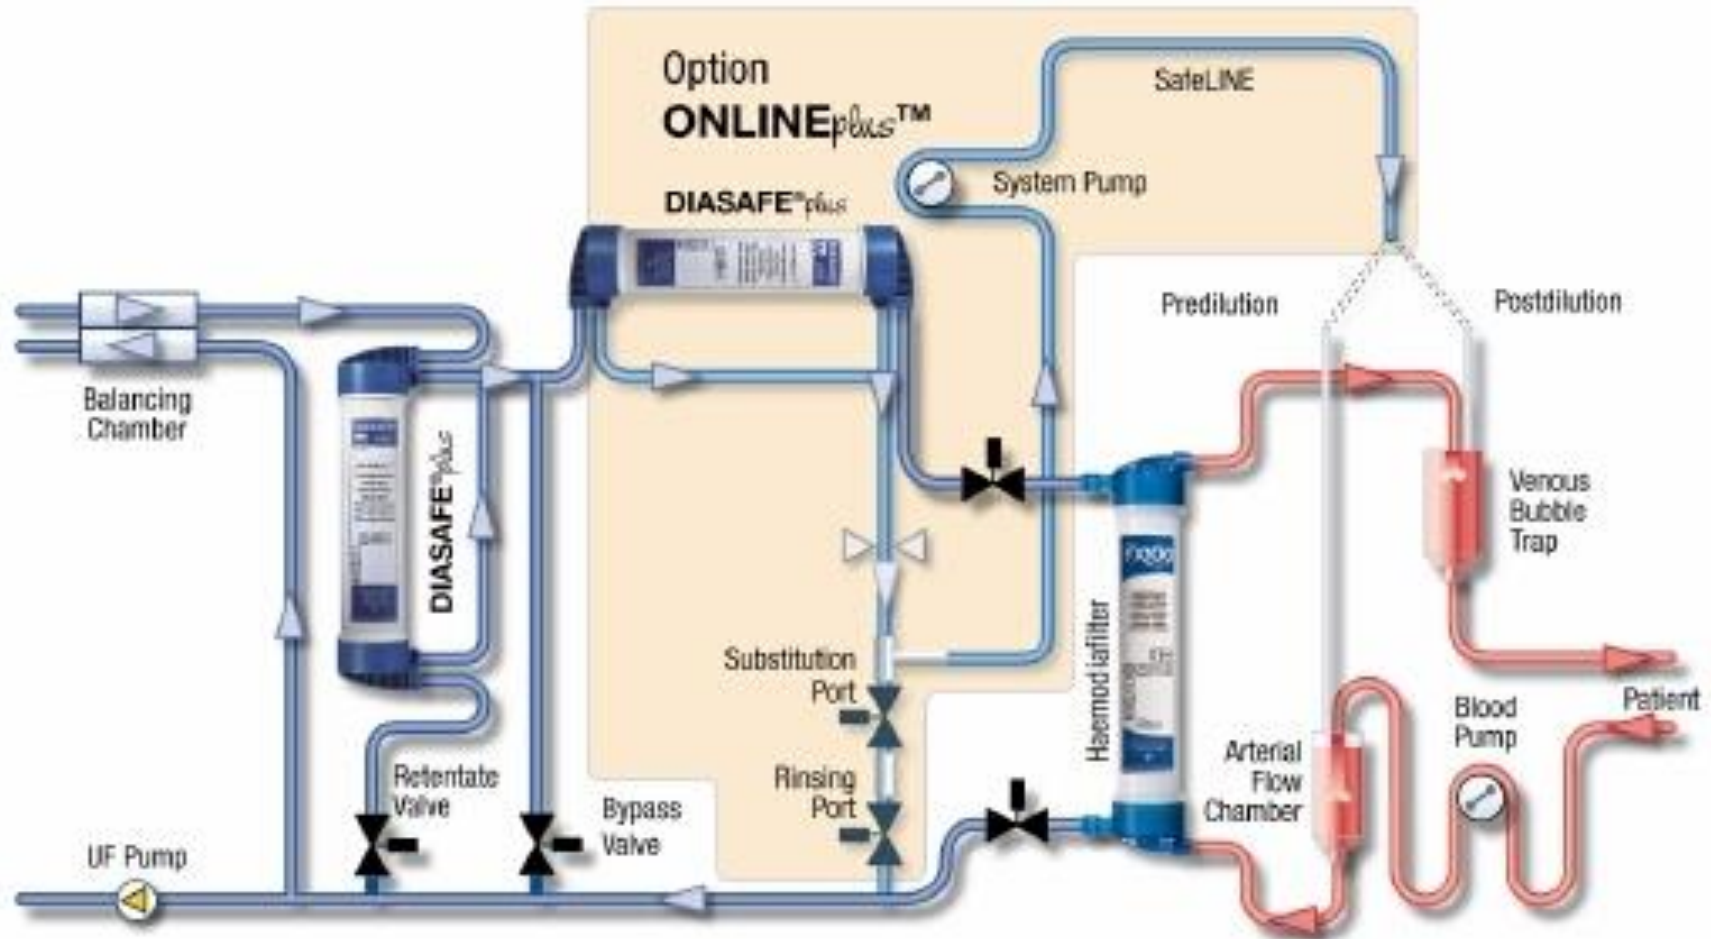 Option
ONLINEplus™
SafeLINE
System Pump
DIASAFE®plus
Predilution
Postdilution
Balancing
Chamber
DIASAFE®plus
Venous
Bubble
Trap
Haemodiafilter
Substitution
Port
Patient
Blood
Pump
Arterial
Flow
Chamber
Retentate
Valve
Rinsing
Port
Bypass
Valve
UF Pump